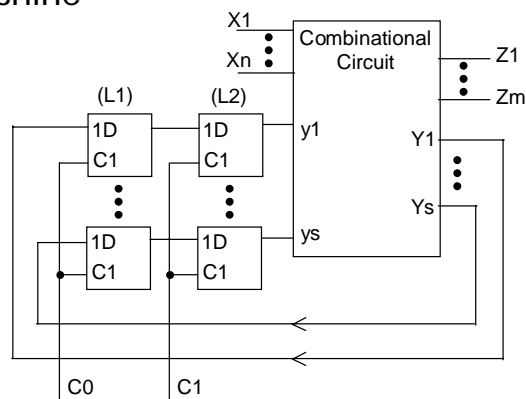 X1
Xn
Combinational
Circuit
Z1
Zm
(L1)
(L2)
1D
C1
1D
C1
y1
Y1
1D
C1
1D
C1
ys
Ys
C0
C1